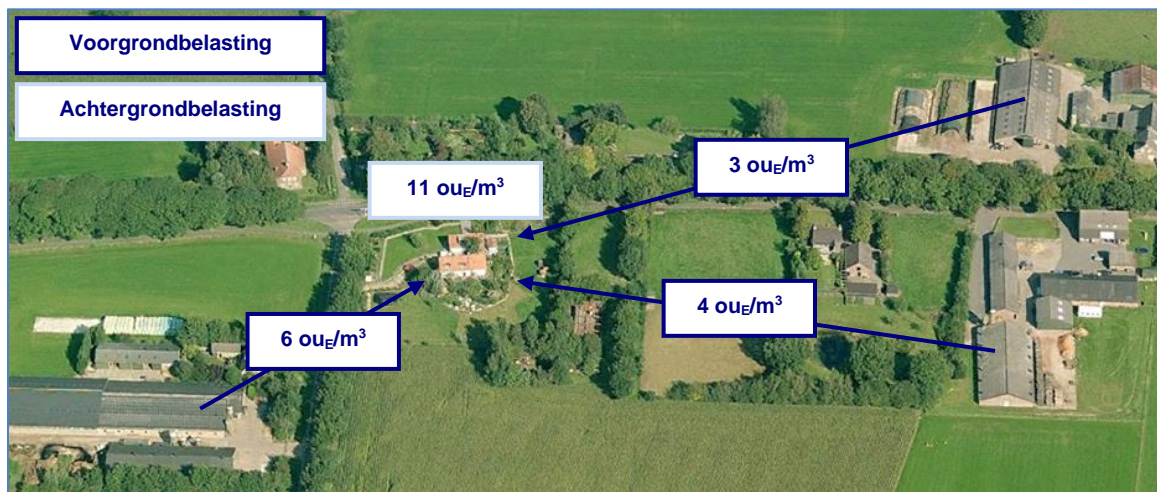 Voorgrondbelasting
Achtergrondbelasting
3 ouE/m³
11 ouE/m³
4 ouE/m³
6 ouE/m³